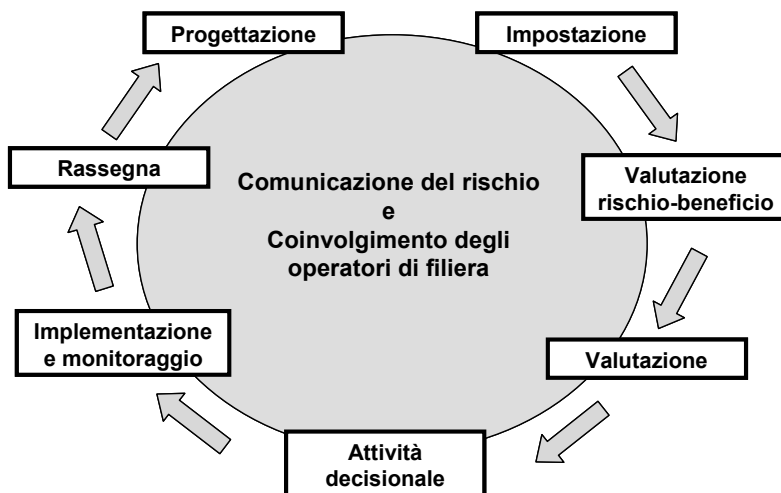 Progettazione
Impostazione
Rassegna
Comunicazione del rischio
e
Coinvolgimento degli
operatori di filiera
Valutazione
rischio-beneficio
Implementazione
e monitoraggio
Valutazione
Attività
decisionale